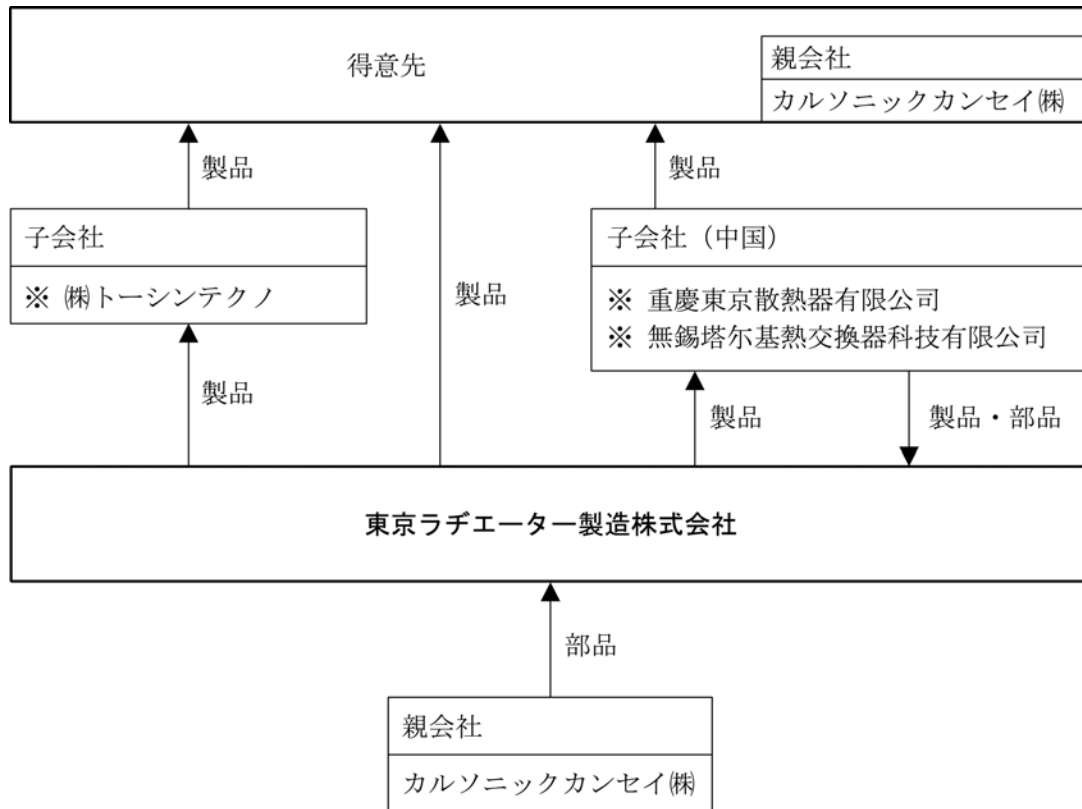 得意先
親会社
カルソニックカンセイ㈱
製品
製品
子会社
※ ㈱トーシンテクノ
製品
子会社（中国）
※ 重慶東京散熱器有限公司
※ 無錫塔尓基熱交換器科技有限公司
製品
製品
製品・部品
東京ラヂエーター製造株式会社
部品
親会社
カルソニックカンセイ㈱